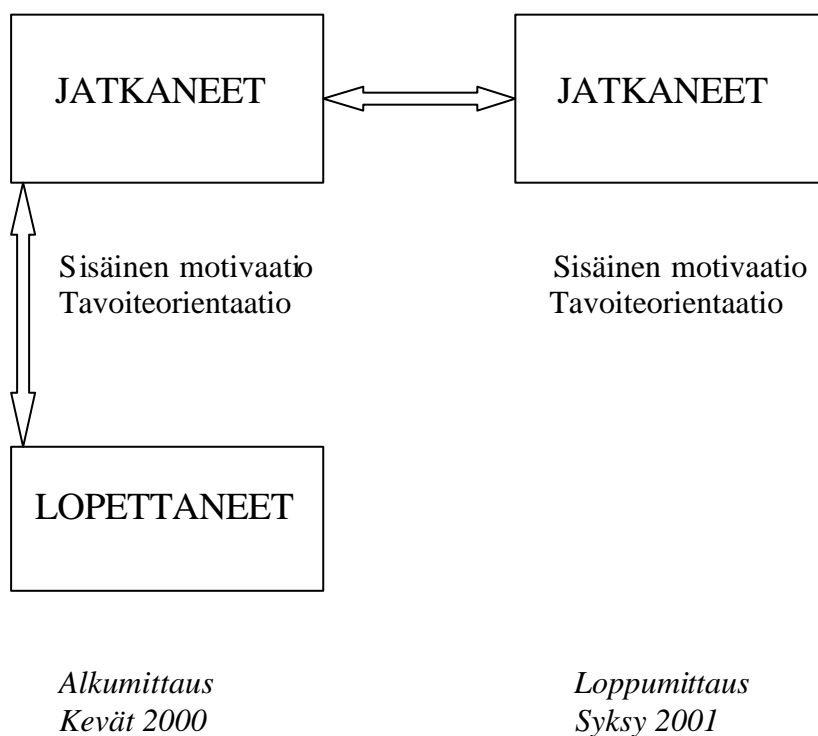 JATKANEET
JATKANEET
Sisäinen motivaatio
Tavoiteorientaatio
Sisäinen motivaatio
Tavoiteorientaatio
LOPETTANEET
Alkumittaus
Kevät 2000
Loppumittaus
Syksy 2001